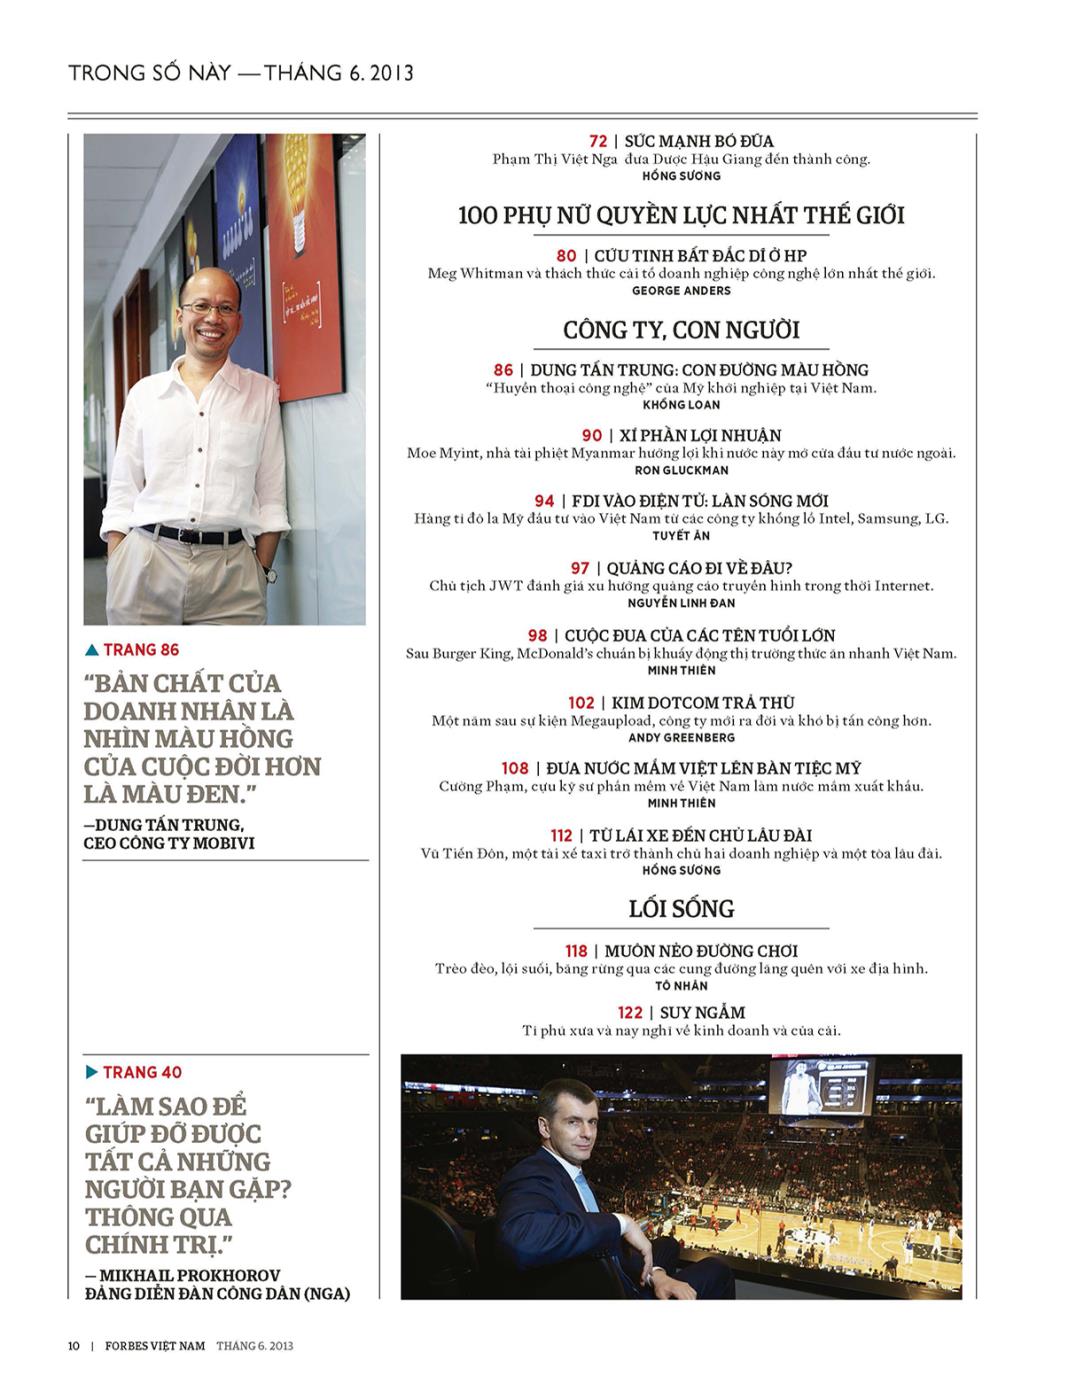 TRONG SỐ NÀY — THÁNG 6. 2013
▲ TRANG 86
“BẢN CHẤT CỦA
DOANH NHÂN LÀ
NHÌN MÀU HỒNG
CỦA CUỘC ĐỜI HƠN
LÀ MÀU ĐEN.”
—DUNG TẤN TRUNG,
CEO CÔNG TY MOBIVI
▶ TRANG 40
“LÀM SAO ĐỂ
GIÚP ĐỠ ĐƯỢC
TẤT CẢ NHỮNG
NGƯỜI BẠN GẶP?
THÔNG QUA
CHÍNH TRỊ.”
— MIKHAIL PROKHOROV
ĐẢNG DIỄN ĐÀN CÔNG DÂN (NGA)
72 | SỨC MẠNH BÓ ĐŨA
Phạm Thị Việt Nga đưa Dược Hậu Giang đến thành công.
HỒNG SƯƠNG
100 PHỤ NỮ QUYỀN LỰC NHẤT THẾ GIỚI
80 | CỨU TINH BẤT ĐẮC DĨ Ở HP
Meg Whitman và thách thức cải tổ doanh nghiệp công nghệ lớn nhất thế giới.
GEORGE ANDERS
CÔNG TY, CON NGƯỜI
86 | DUNG TẤN TRUNG: CON ĐƯỜNG MÀU HỒNG
“Huyền thoại công nghệ” của Mỹ khởi nghiệp tại Việt Nam.
KHỔNG LOAN
90 | XÍ PHẦN LỢI NHUẬN
Moe Myint, nhà tài phiệt Myanmar hưởng lợi khi nước này mở cửa đầu tư nước ngoài.
RON GLUCKMAN
94 | FDI VÀO ĐIỆN TỬ: LÀN SÓNG MỚI
Hàng tỉ đô la Mỹ đầu tư vào Việt Nam từ các công ty khổng lồ Intel, Samsung, LG.
TUYẾT ÂN
97 | QUẢNG CÁO ĐI VỀ ĐÂU?
Chủ tịch JWT đánh giá xu hướng quảng cáo truyền hình trong thời Internet.
NGUYỄN LINH ĐAN
98 | CUỘC ĐUA CỦA CÁC TÊN TUỔI LỚN
Sau Burger King, McDonald’s chuẩn bị khuấy động thị trường thức ăn nhanh Việt Nam.
MINH THIÊN
102 | KIM DOTCOM TRẢ THÙ
Một năm sau sự kiện Megaupload, công ty mới ra đời và khó bị tấn công hơn.
ANDY GREENBERG
108 | ĐƯA NƯỚC MẮM VIỆT LÊN BÀN TIỆC MỸ
Cường Phạm, cựu kỹ sư phần mềm về Việt Nam làm nước mắm xuất khẩu.
MINH THIÊN
112 | TỪ LÁI XE ĐẾN CHỦ LÂU ĐÀI
Vũ Tiến Đôn, một tài xế taxi trở thành chủ hai doanh nghiệp và một tòa lâu đài.
HỒNG SƯƠNG
LỐI SỐNG
118 | MUÔN NẺO ĐƯỜNG CHƠI
Trèo đèo, lội suối, băng rừng qua các cung đường lãng quên với xe địa hình.
TÔ NHÂN
122 | SUY NGẪM
Tỉ phú xưa và nay nghĩ về kinh doanh và của cải.
10 | FORBES VIỆT NAM THÁNG 6. 2013